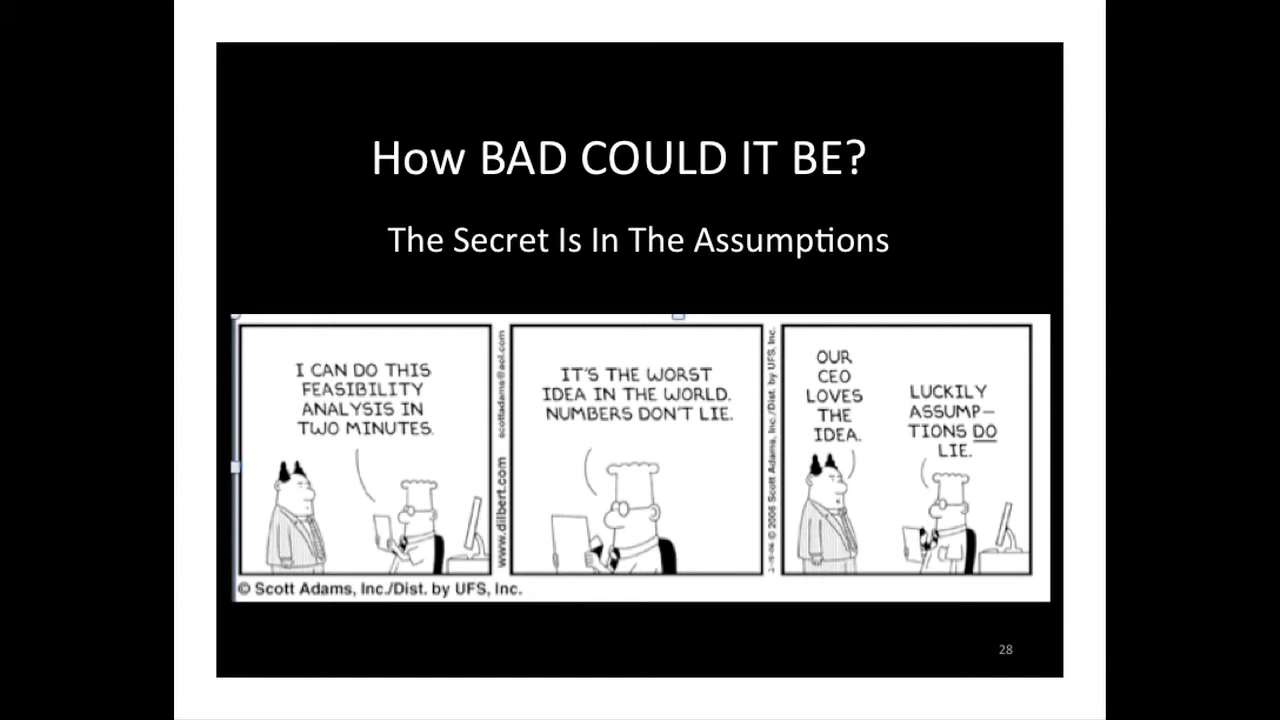 How BAD COULD IT BE?
The Secret Is In The Assumptions
I CAN DO THIS
FEASIBILITY
ANALYSIS IN
TWO MINUTES.
www.dilbert.com scottadams@aol.com
IT'S THE WORST
IDEA IN THE WORLD.
NUMBERS DON'T LIE.
© 2006 Scott Adams, Inc./Dist. by UFS, Inc.
OUR
CEO
LOVES
THE
IDEA.
LUCKILY
ASSUMP-
TIONS DO
LIE.
© Scott Adams, Inc./Dist. by UFS, Inc.
28